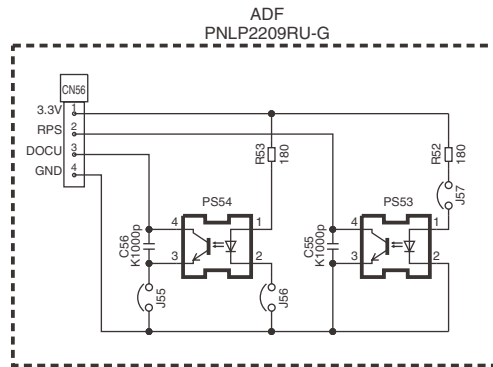 ADF
PNLP2209RU-G
CN56
3.3V 1
RPS 2
DOCU 3
GND 4
R53
180
R52
180
J57
PS54
PS53
4
1
4
1
C56
K1000p
C55
K1000p
3
2
3
2
J55
J56